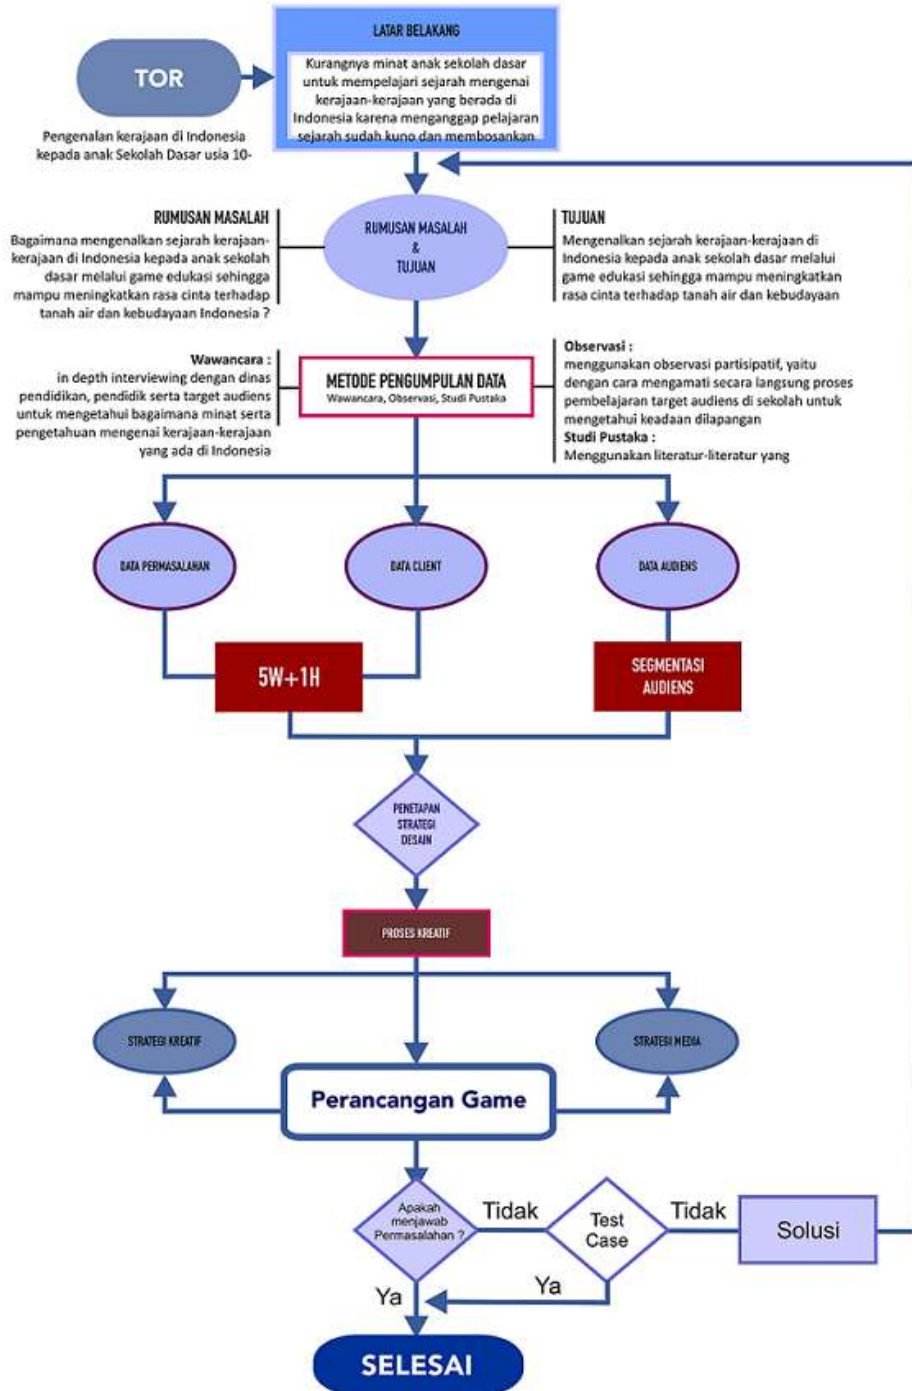 LATAR BELAKANG
TOR
Kurangnya minat anak sekolah dasar
untuk mempelajari sejarah mengenai
kerajaan-kerajaan yang berada di
Indonesia karena menganggap pelajaran
sejarah sudah kuno dan membosankan
Pengenalan kerajaan di Indonesia
kepada anak Sekolah Dasar usia 10-
RUMUSAN MASALAH
Bagaimana mengenalkan sejarah kerajaan-
kerajaan di Indonesia kepada anak sekolah
dasar melalui game edukasi sehingga
mampu meningkatkan rasa cinta terhadap
tanah air dan kebudayaan Indonesia ?
RUMUSAN MASALAH
&
TUJUAN
TUJUAN
Mengenalkan sejarah kerajaan-kerajaan di
Indonesia kepada anak sekolah dasar melalui
game edukasi sehingga mampu meningkatkan
rasa cinta terhadap tanah air dan kebudayaan
Wawancara :
in depth interviewing dengan dinas
pendidikan, pendidik serta target audiens
untuk mengetahui bagaimana minat serta
pengetahuan mengenai kerajaan-kerajaan
yang ada di Indonesia
METODE PENGUMPULAN DATA
Wawancara, Observasi, Studi Pustaka
Observasi :
menggunakan observasi partisipatif, yaitu
dengan cara mengamati secara langsung proses
pembelajaran target audiens di sekolah untuk
mengetahui keadaan dilapangan
Studi Pustaka :
Menggunakan literatur-literatur yang
DATA PERMASALAHAN
DATA CLIENT
DATA AUDIENS
5W+1H
SEGMENTASI
AUDIENS
PENETAPAN
STRATEGI
DESAIN
PROSES KREATIF
STRATEGI KREATIF
STRATEGI MEDIA
Perancangan Game
Apakah
menjawab
Permasalahan ?
Tidak
Test
Case
Tidak
Solusi
Ya
Ya
SELESAI